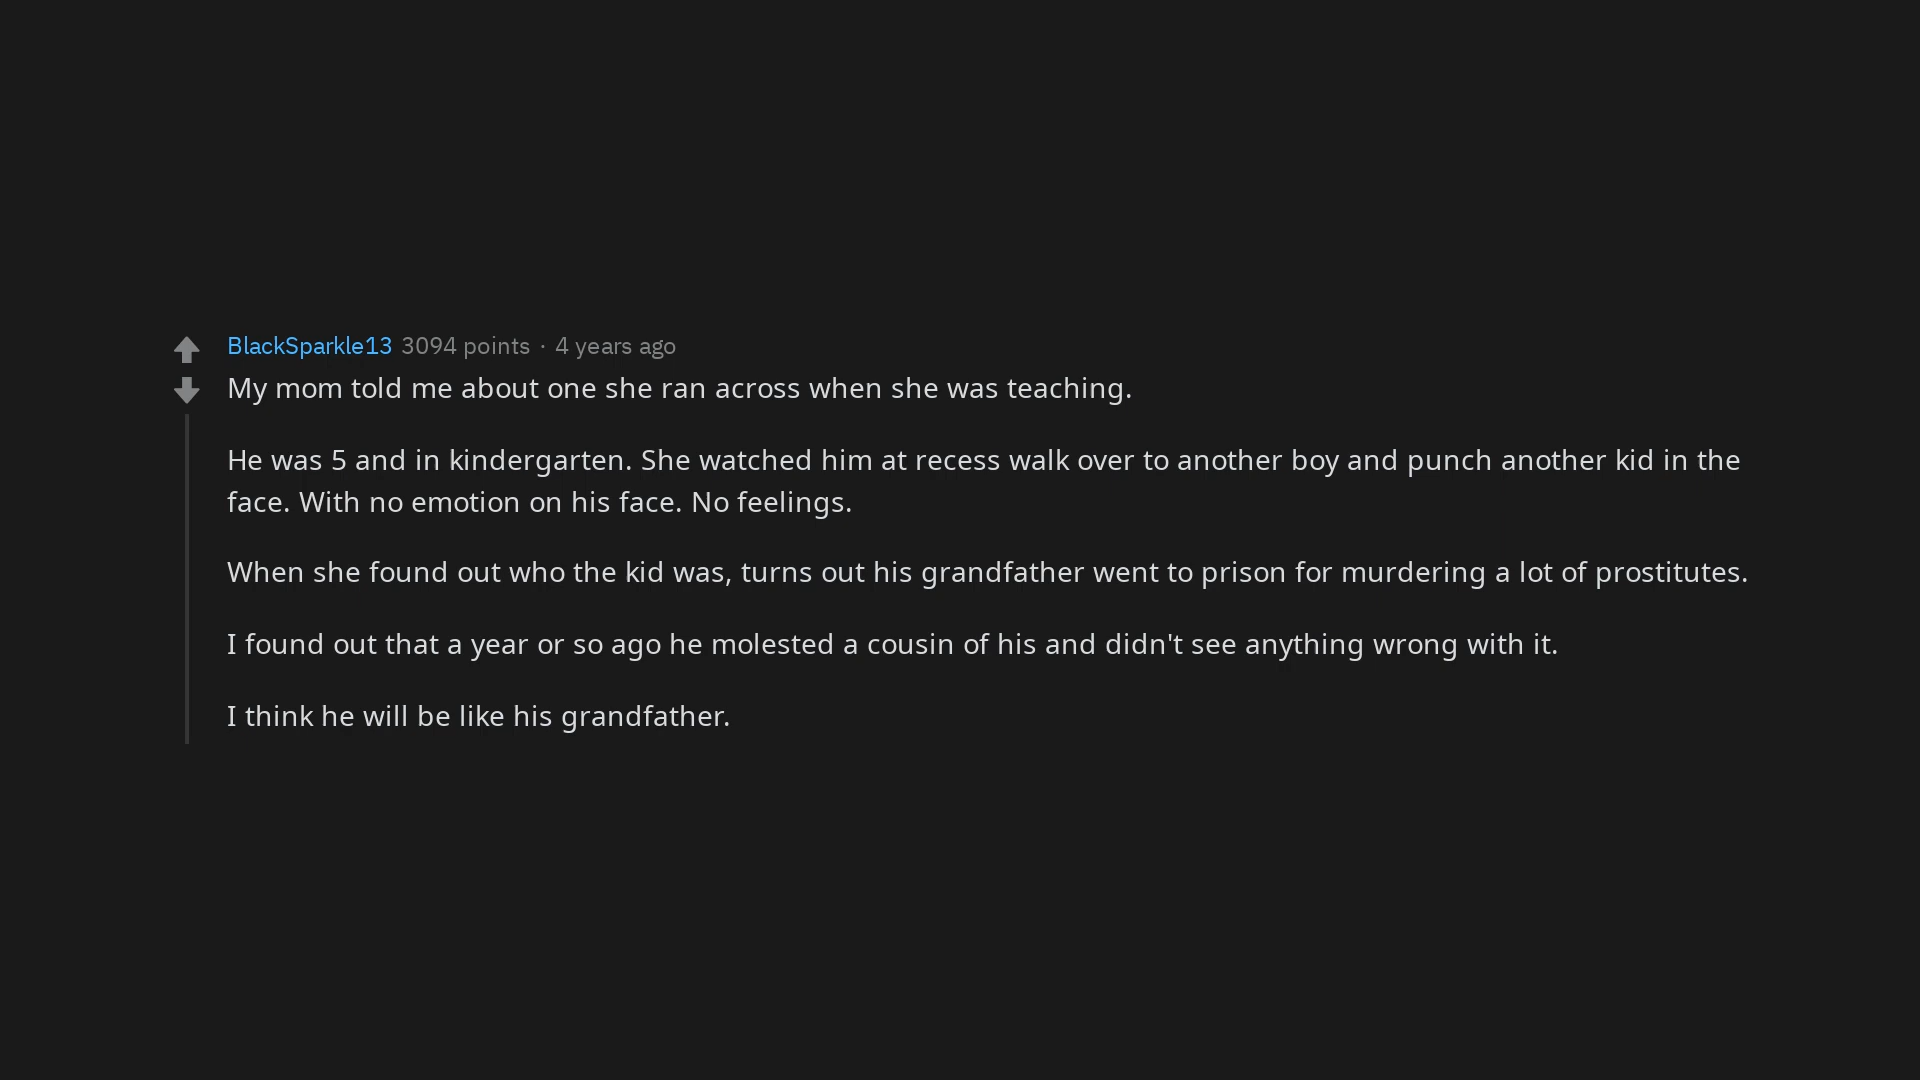 BlackSparkle13 3094 points · 4 years ago
My mom told me about one she ran across when she was teaching.
He was 5 and in kindergarten. She watched him at recess walk over to another boy and punch another kid in the
face. With no emotion on his face. No feelings.
When she found out who the kid was, turns out his grandfather went to prison for murdering a lot of prostitutes.
I found out that a year or so ago he molested a cousin of his and didn't see anything wrong with it.
I think he will be like his grandfather.